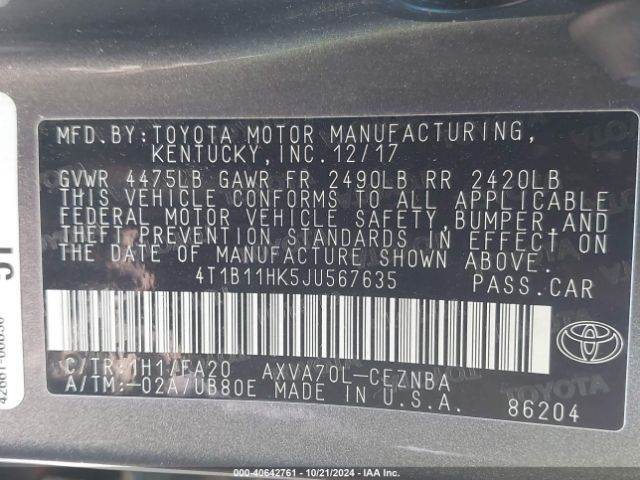 MFD.BY:TOYOTA MOTOR MANUFACTURING,
KENTUCKY,INC.12/17
GVWR 4475LB GAWR FR 2490LB RR 2420LB
THIS VEHICLE CONFORMS TO ALL APPLICABLE
FEDERAL MOTOR VEHICLE SAFETY,BUMPER,AND
THEFT PREVENTION STANDARDS IN EFFECT ON
THE DATE OF MANUFACTURE SHOWN ABOVE.
4T1B11HK5JU567635 PASS.CAR
C/TR:1H1/FA20 AXVA70L-CEZNBA
A/TM:-02A/UB80E MADE IN U.S.A. 86204
000-40642761 - 10/21/2024 - IAAI.COM